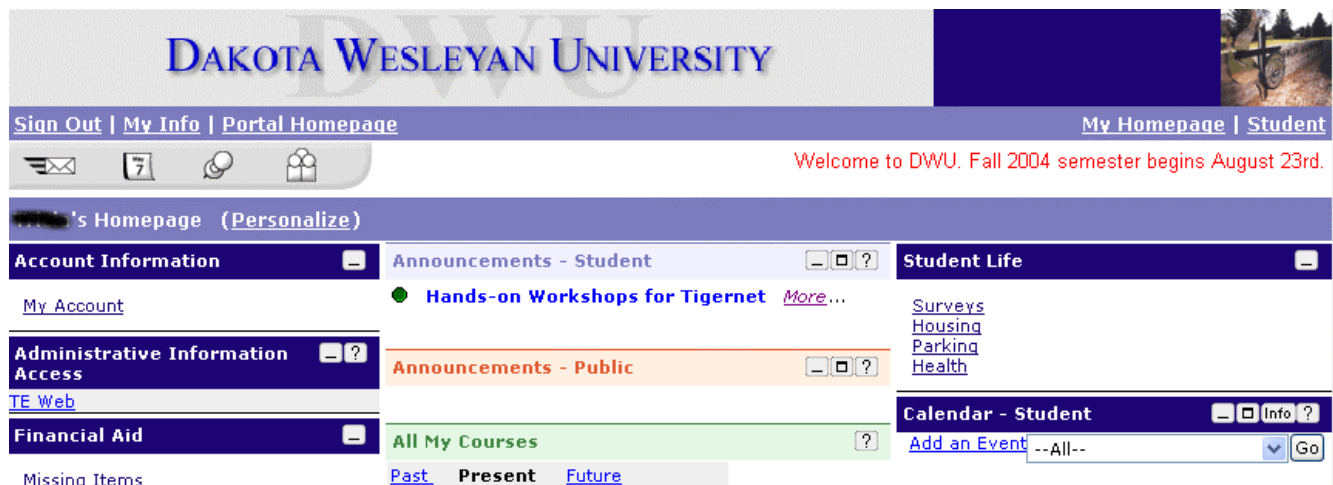 DAKOTA WESLEYAN UNIVERSITY
DWU
Sign Out | My Info | Portal Homepage
My Homepage | Student
7
Welcome to DWU. Fall 2004 semester begins August 23rd.
's Homepage (Personalize)
Account Information
My Account
Administrative Information
Access
TE Web
Financial Aid
Missing Items
Announcements - Student
?
Hands-on Workshops for Tigernet More...
Announcements - Public
?
All My Courses
?
Past Present Future
Student Life
Surveys
Housing
Parking
Health
Calendar - Student
Info ?
Add an Event --All-- Go